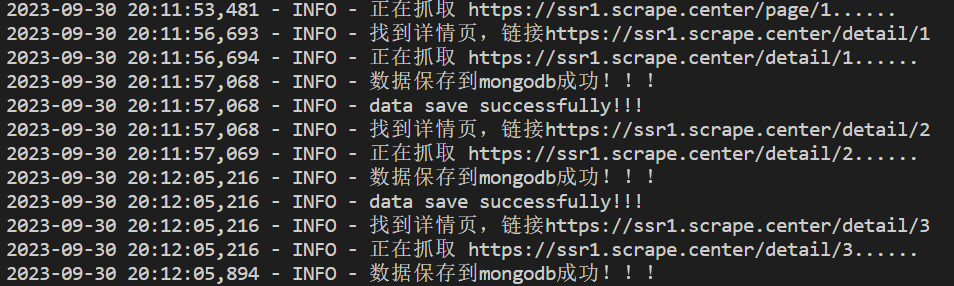 2023-09-30 20:11:53,481 - INFO - 正在抓取 https://ssr1.scrape.center/page/1......
2023-09-30 20:11:56,693 - INFO - 找到详情页，链接https://ssr1.scrape.center/detail/1
2023-09-30 20:11:56,694 - INFO - 正在抓取 https://ssr1.scrape.center/detail/1......
2023-09-30 20:11:57,068 - INFO - 数据保存到mongodb成功！！！
2023-09-30 20:11:57,068 - INFO - data save successfully!!!
2023-09-30 20:11:57,068 - INFO - 找到详情页，链接https://ssr1.scrape.center/detail/2
2023-09-30 20:11:57,069 - INFO - 正在抓取 https://ssr1.scrape.center/detail/2......
2023-09-30 20:12:05,216 - INFO - 数据保存到mongodb成功！！！
2023-09-30 20:12:05,216 - INFO - data save successfully!!!
2023-09-30 20:12:05,216 - INFO - 找到详情页，链接https://ssr1.scrape.center/detail/3
2023-09-30 20:12:05,216 - INFO - 正在抓取 https://ssr1.scrape.center/detail/3......
2023-09-30 20:12:05,894 - INFO - 数据保存到mongodb成功！！！